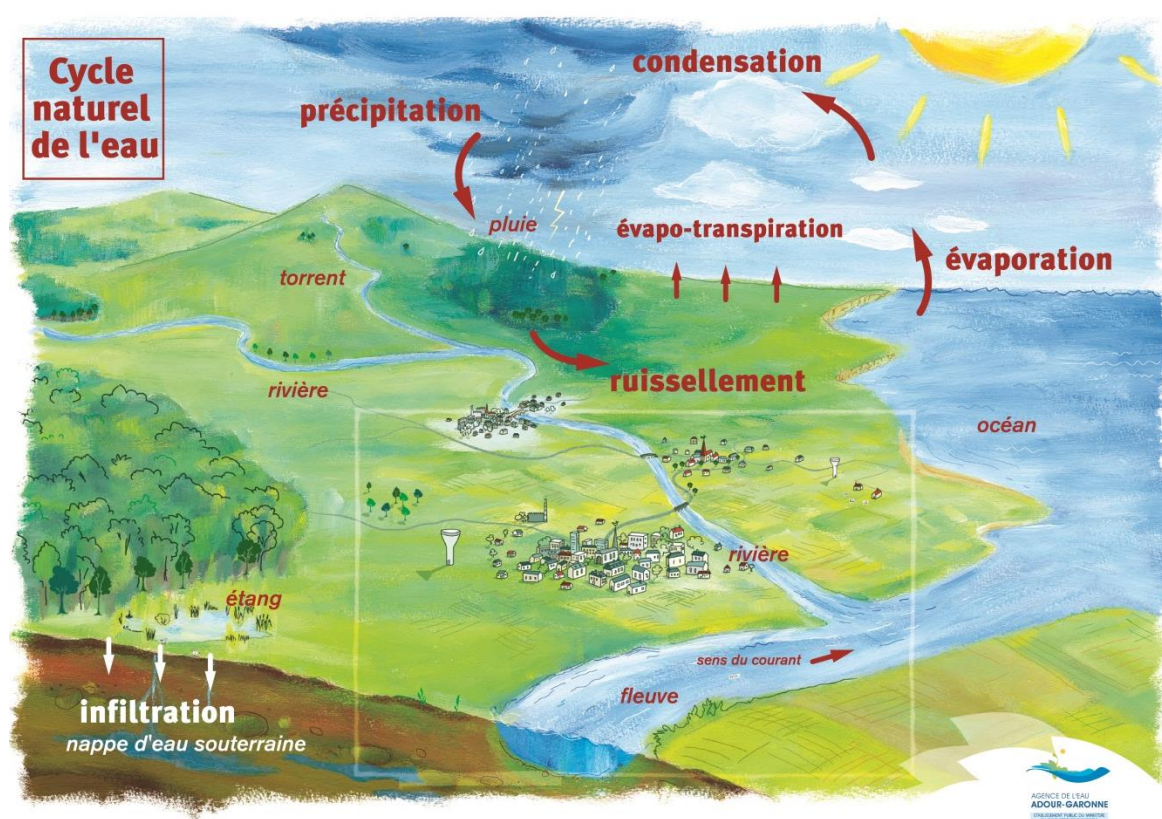 Cycle
naturel
de l'eau
condensation
précipitation
pluie
évapo-transpiration
évaporation
torrent
ruissellement
rivière
océan
rivière
étang
sens du courant
fleuve
infiltration
nappe d'eau souterraine
AGENCE DE L'EAU
ADOUR-GARONNE